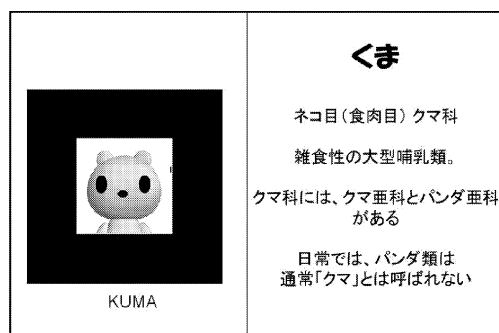 KUMA
くま
ネコ目(食肉目) クマ科
雑食性の大型哺乳類。
クマ科には、クマ亜科とパンダ亜科
がある
日常では、パンダ類は
通常「クマ」とは呼ばれない